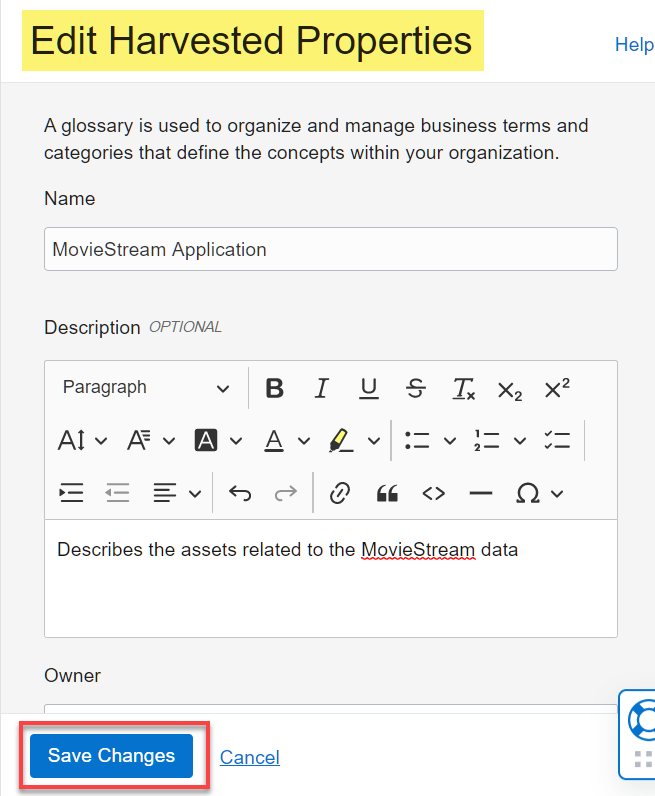 Edit Harvested Properties
Help
A glossary is used to organize and manage business terms and
categories that define the concepts within your organization.
Name
MovieStream Application
Description OPTIONAL
Paragraph
Describes the assets related to the MovieStream data
Owner
Save Changes
Cancel